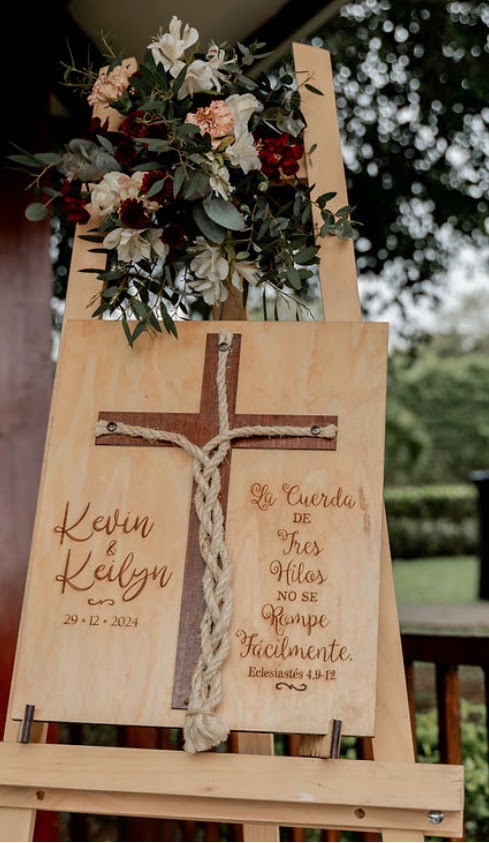 Kevin
&
Keilyn
29 • 12 • 2024
La Cuerda
DE
Tres
Hilos
NO SE
Rompe
Fácilmente.
Eclesiastés 4.9-12